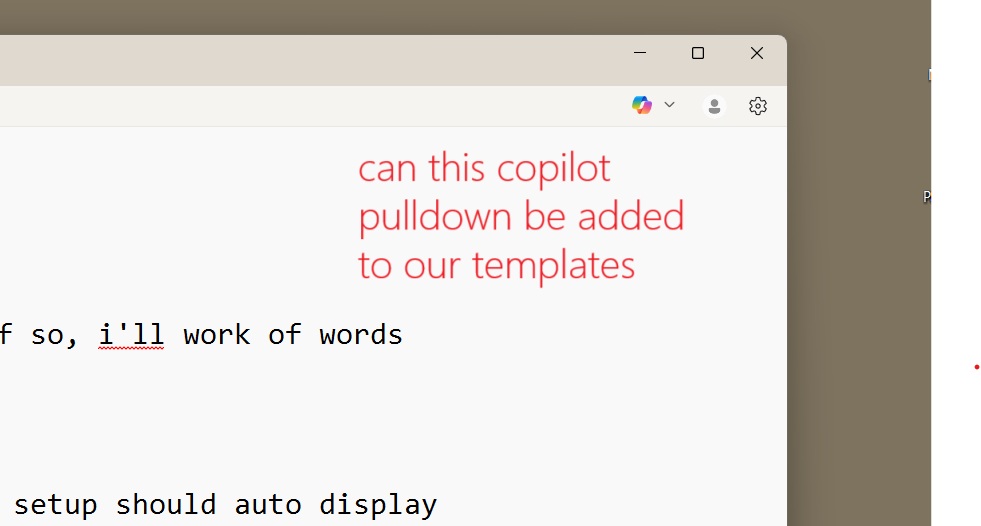 can this copilot
pulldown be added
to our templates
f so, i'll work of words
setup should auto display